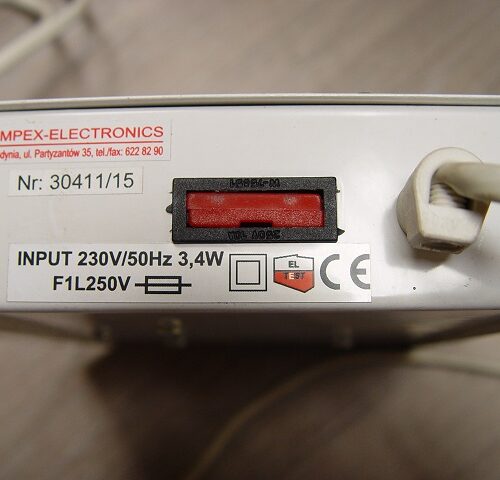 MPEX-ELECTRONICS
dynia, ul. Partyzantów 35, tel./fax: 622 82 90
Nr: 30411/15
INPUT 230V/50Hz 3,4W
F1L250V
EL
TEST
CE